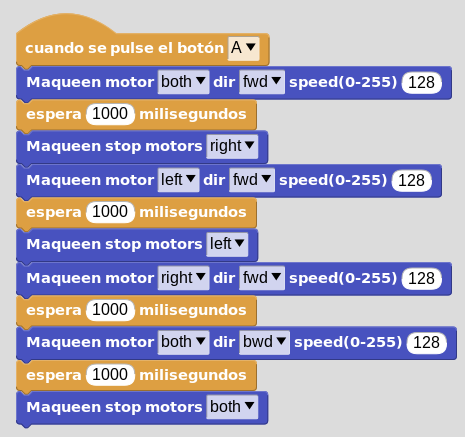 cuando se pulse el botón A
Maqueen motor both dir fwd speed(0-255) 128
espera 1000 milisegundos
Maqueen stop motors right
Maqueen motor left dir fwd speed(0-255) 128
espera 1000 milisegundos
Maqueen stop motors left
Maqueen motor right dir fwd speed(0-255) 128
espera 1000 milisegundos
Maqueen motor both dir bwd speed(0-255) 128
espera 1000 milisegundos
Maqueen stop motors both